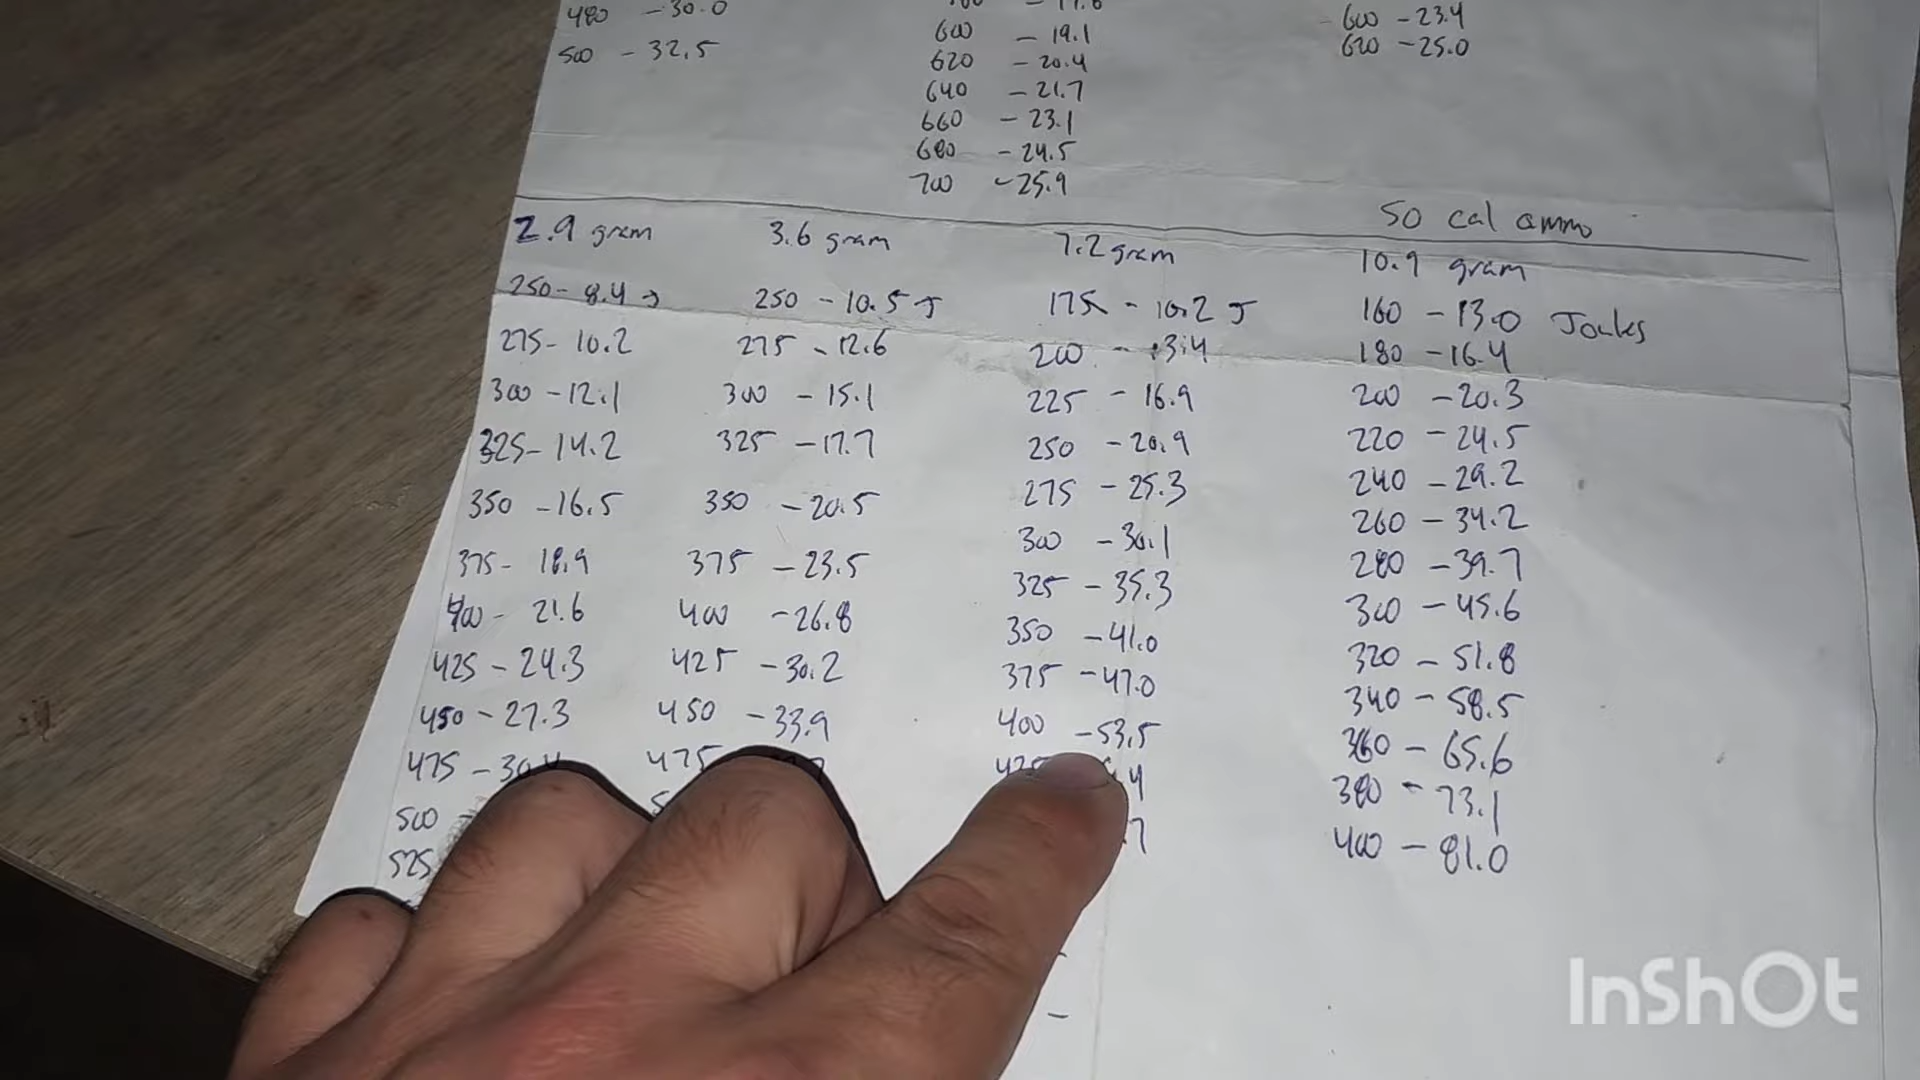 480 - 30.0
500 - 32.5
600 - 19.1
620 - 20.4
640 - 21.7
660 - 23.1
680 - 24.5
700 - 25.9
600 - 23.4
620 - 25.0
50 cal ammo
2.9 gram
250 - 8.4 J
275 - 10.2
300 - 12.1
325 - 14.2
350 - 16.5
375 - 18.9
400 - 21.6
425 - 24.3
450 - 27.3
475 - 30.4
500 -
525
3.6 gram
250 - 10.5 J
275 - 12.6
300 - 15.1
325 - 17.7
350 - 20.5
375 - 23.5
400 - 26.8
425 - 30.2
450 - 33.9
475
7.2 gram
175 - 10.2 J
200 - 13.4
225 - 16.9
250 - 20.9
275 - 25.3
300 - 30.1
325 - 35.3
350 - 41.0
375 - 47.0
400 - 53.5
425
10.9 gram
160 - 13.0 Joules
180 - 16.4
200 - 20.3
220 - 24.5
240 - 29.2
260 - 34.2
280 - 39.7
300 - 45.6
320 - 51.8
340 - 58.5
360 - 65.6
380 - 73.1
400 - 81.0
InShOt